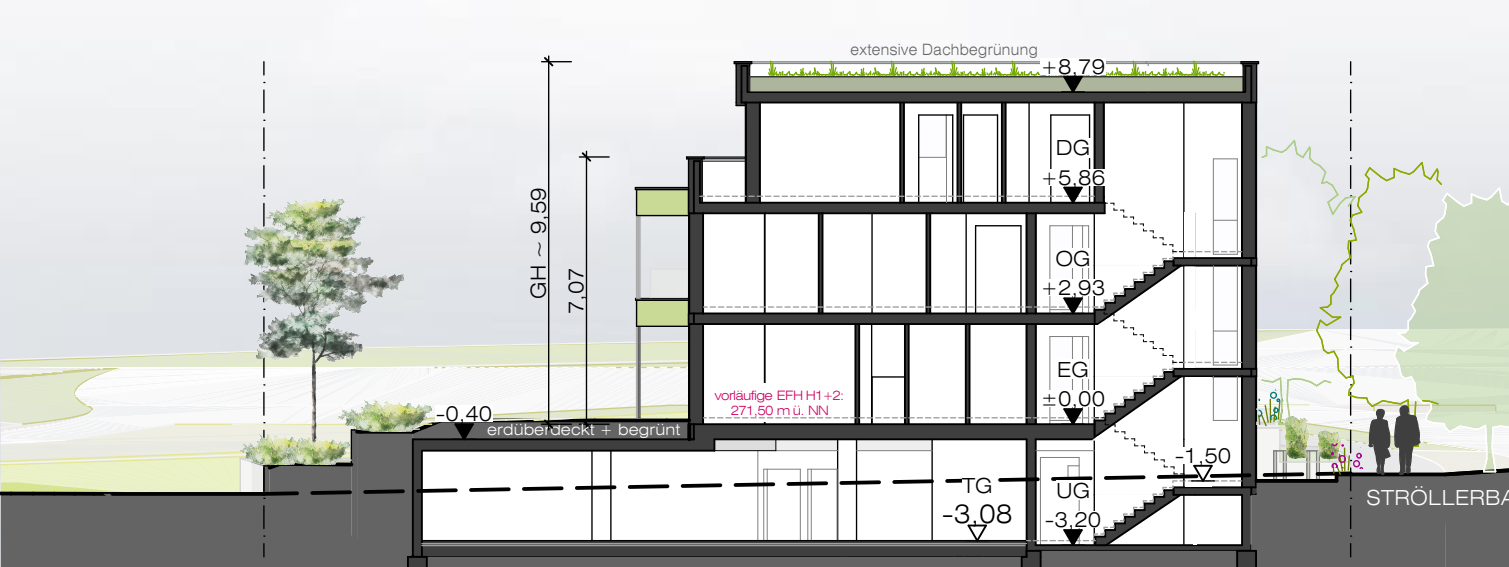 extensive Dachbegrünung
+8,79
DG
+5,86
GH ~ 9,59
7,07
OG
+2,93
EG
±0,00
vorläufige EFH H1+2:
271,50 m ü. NN
-0,40
erdüberdeckt + begrünt
-1,50
TG
-3,08
UG
-3,20
STRÖLLERBA